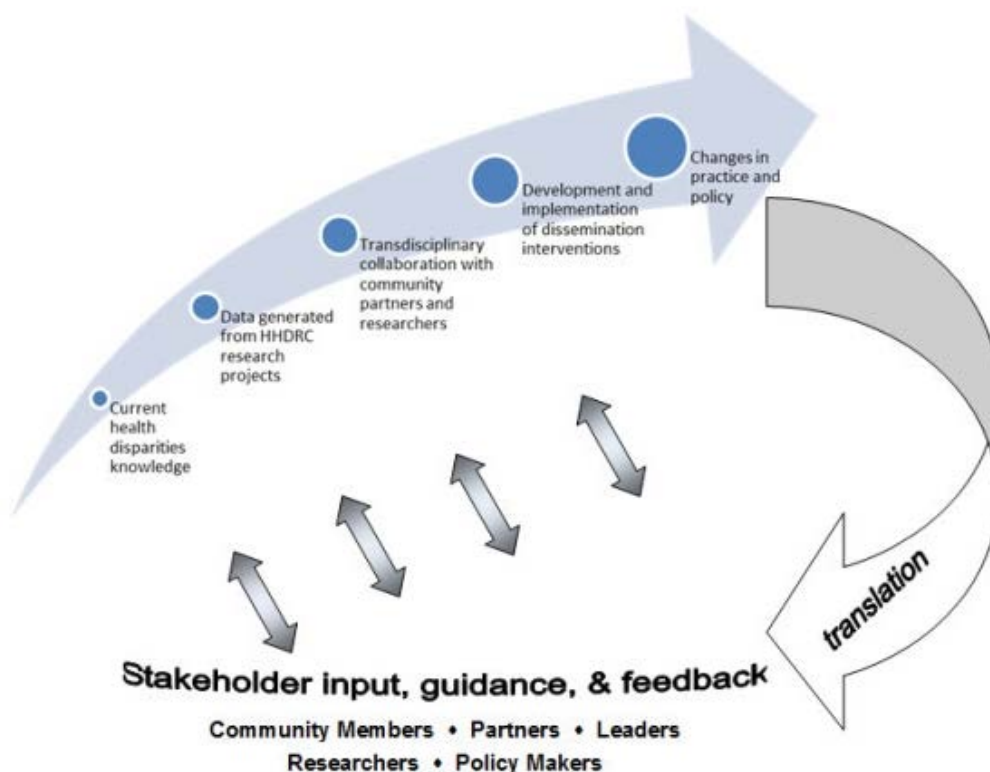 Changes in
practice and
policy
Development and
implementation
of dissemination
interventions
Transdisciplinary
collaboration with
community
partners and
researchers
Data generated
from HHDRC
research
projects
Current
health
disparities
knowledge
translation
Stakeholder input, guidance, & feedback
Community Members • Partners • Leaders
Researchers • Policy Makers